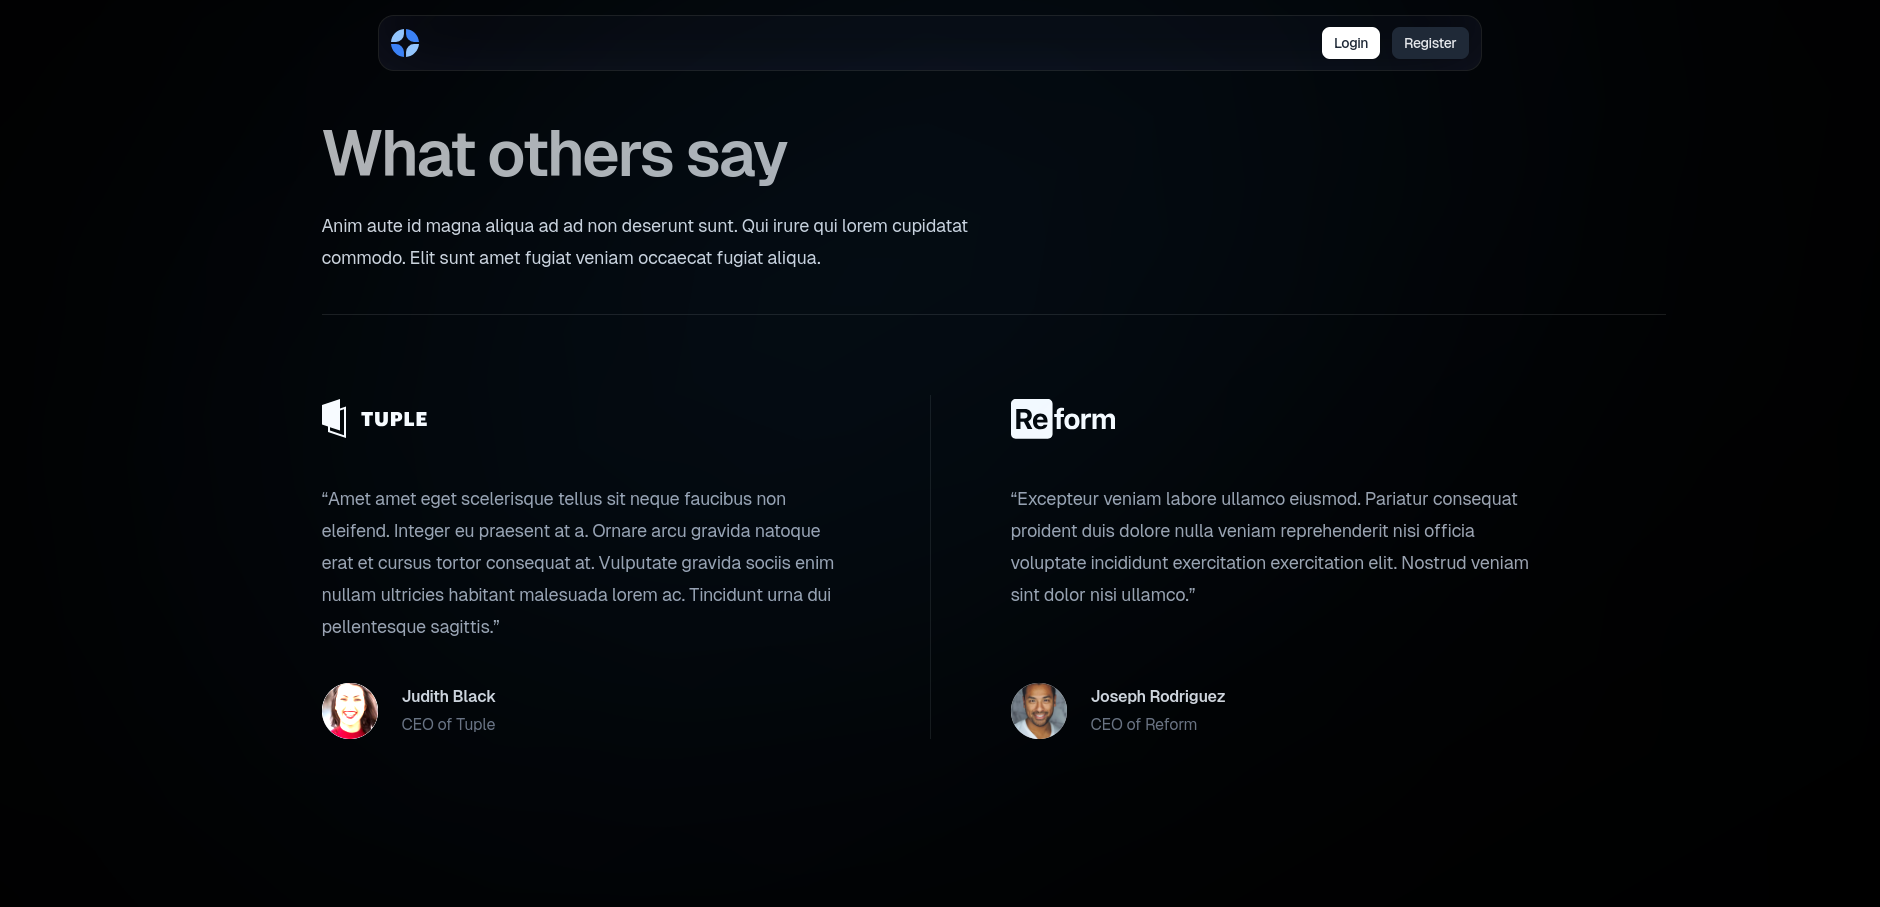 Login Register
What others say
Anim aute id magna aliqua ad ad non deserunt sunt. Qui irure qui lorem cupidatat
commodo. Elit sunt amet fugiat veniam occaecat fugiat aliqua.
TUPLE
“Amet amet eget scelerisque tellus sit neque faucibus non
eleifend. Integer eu praesent at a. Ornare arcu gravida natoque
erat et cursus tortor consequat at. Vulputate gravida sociis enim
nullam ultricies habitant malesuada lorem ac. Tincidunt urna dui
pellentesque sagittis.”
Judith Black
CEO of Tuple
Reform
“Excepteur veniam labore ullamco eiusmod. Pariatur consequat
proident duis dolore nulla veniam reprehenderit nisi officia
voluptate incididunt exercitation exercitation elit. Nostrud veniam
sint dolor nisi ullamco.”
Joseph Rodriguez
CEO of Reform